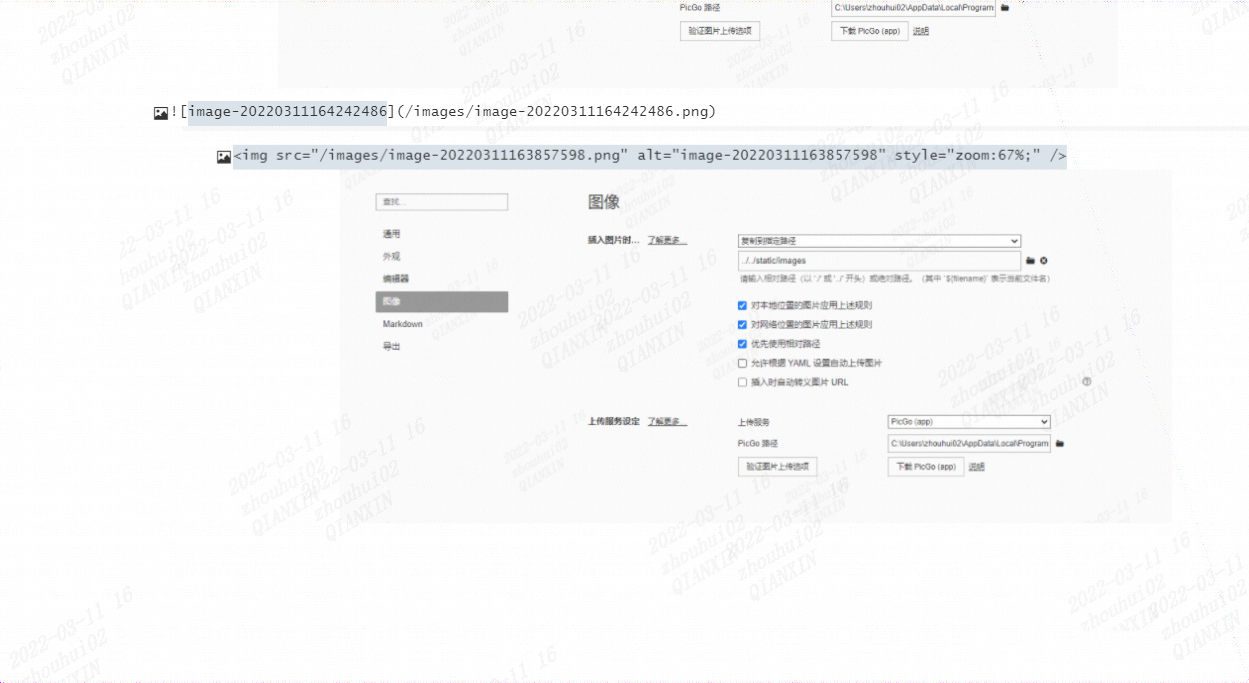 PicGo 路径
C:\Users\zhouhui02\AppData\Local\Program
验证图片上传选项
下载 PicGo (app)
说明
![image-20220311164242486](/images/image-20220311164242486.png)
<img src="/images/image-20220311163857598.png" alt="image-20220311163857598" style="zoom:67%;" />
查找...
图像
通用
外观
编辑器
图像
Markdown
导出
插入图片时...
了解更多...
复制到指定路径
../../static/images
请输入相对路径(以 './' 或 '../' 开头)或绝对路径。(其中 '${filename}' 表示当前文件名)
对本地位置的图片应用上述规则
对网络位置的图片应用上述规则
优先使用相对路径
允许根据 YAML 设置自动上传图片
插入时自动转义图片 URL
上传服务设定
了解更多...
上传服务
PicGo (app)
PicGo 路径
C:\Users\zhouhui02\AppData\Local\Program
验证图片上传选项
下载 PicGo (app)
说明
2022-03-11 16
zhouhui02
QIANXIN